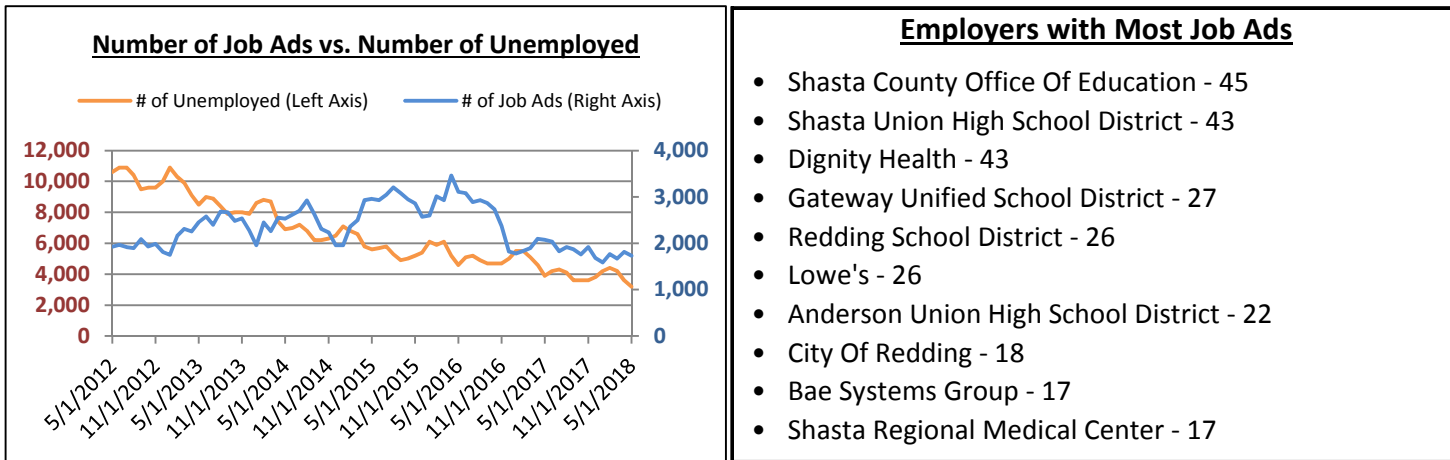 Number of Job Ads vs. Number of Unemployed
# of Unemployed (Left Axis)
# of Job Ads (Right Axis)
12,000
10,000
8,000
6,000
4,000
2,000
0
4,000
3,000
2,000
1,000
0
5/1/2012
11/1/2012
5/1/2013
11/1/2013
5/1/2014
11/1/2014
5/1/2015
11/1/2015
5/1/2016
11/1/2016
5/1/2017
11/1/2017
5/1/2018
Employers with Most Job Ads
• Shasta County Office Of Education - 45
• Shasta Union High School District - 43
• Dignity Health - 43
• Gateway Unified School District - 27
• Redding School District - 26
• Lowe's - 26
• Anderson Union High School District - 22
• City Of Redding - 18
• Bae Systems Group - 17
• Shasta Regional Medical Center - 17